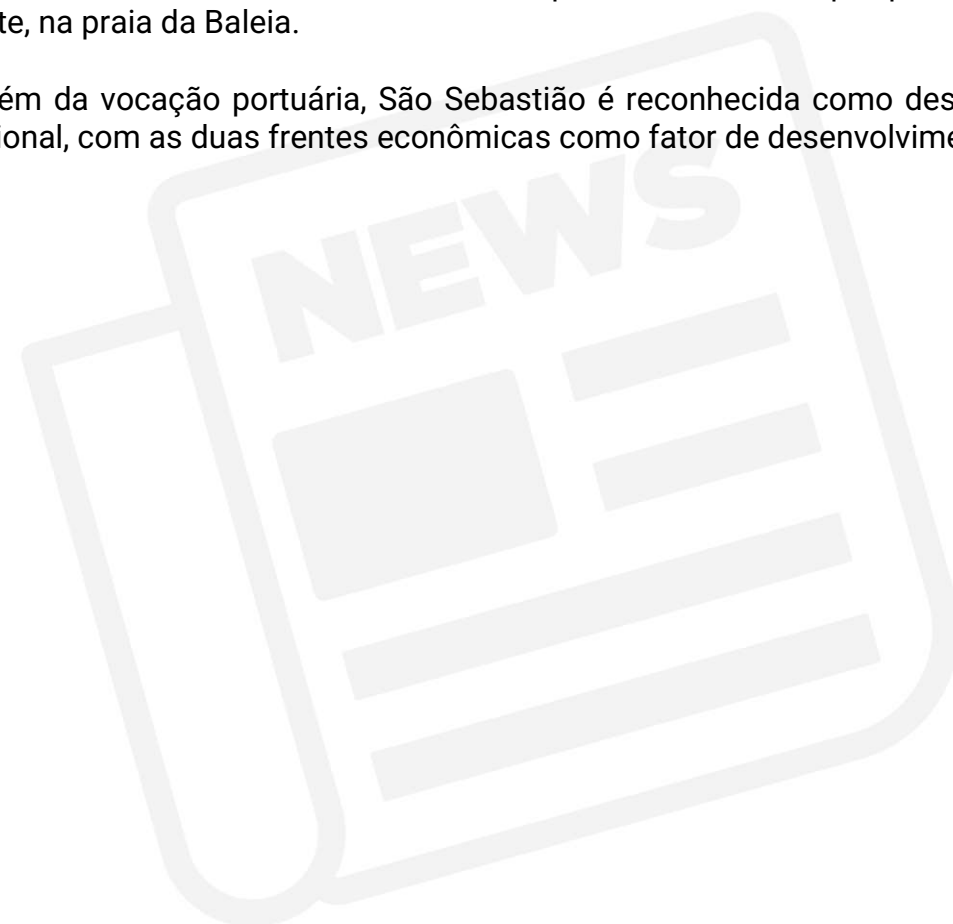 te, na praia da Baleia.
ém da vocação portuária, São Sebastião é reconhecida como des
ional, com as duas frentes econômicas como fator de desenvolvime
NEWS